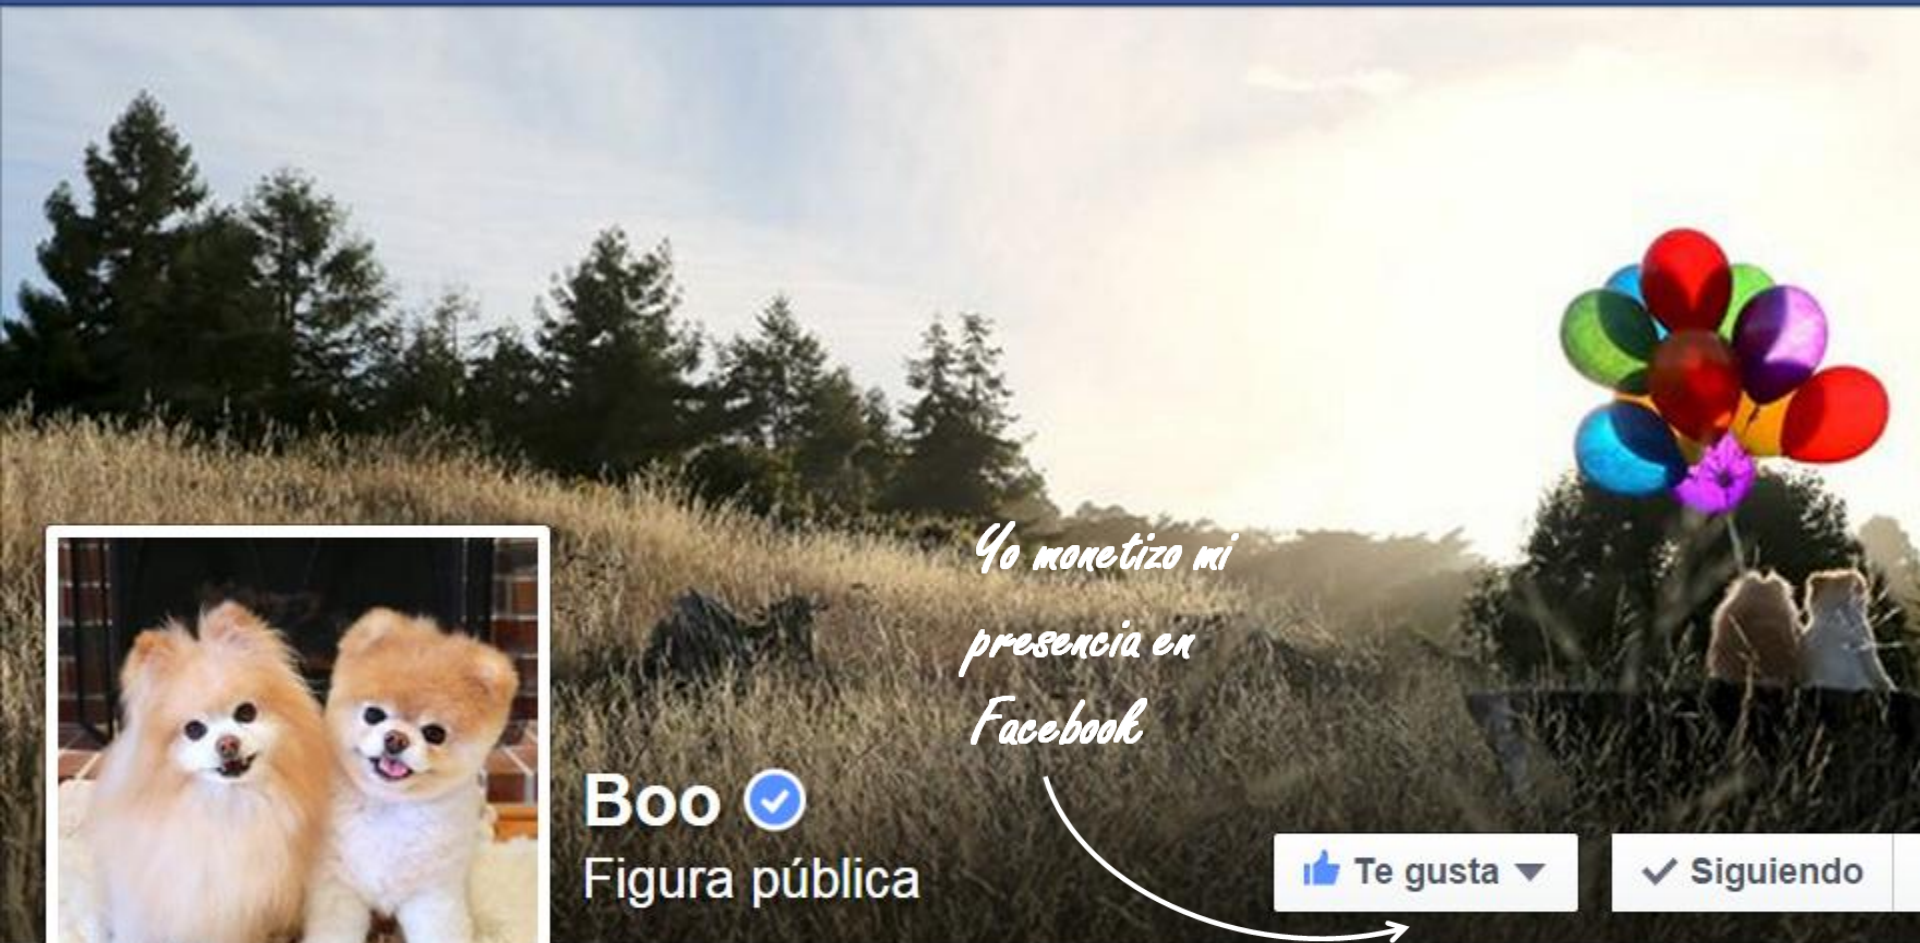 Yo monetizo mi
presencia en
Facebook
Boo
Figura pública
Te gusta
Siguiendo